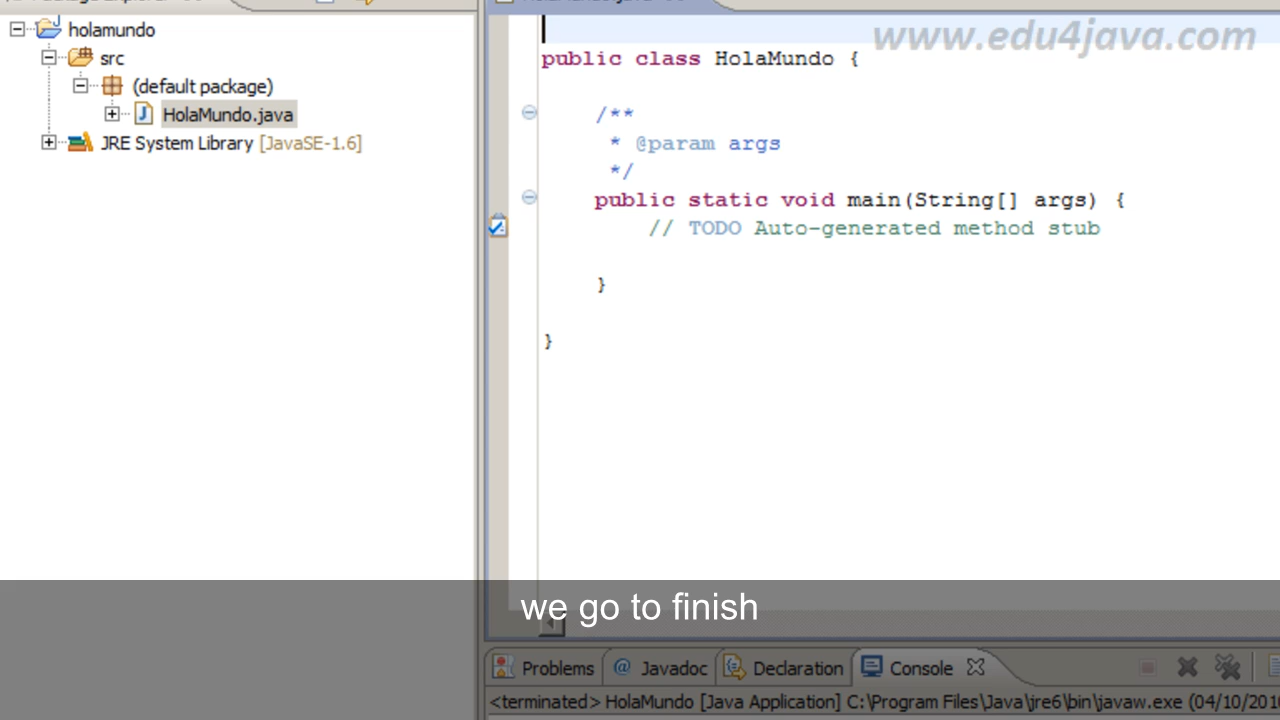 www.edu4java.com
holamundo
src
(default package)
HolaMundo.java
JRE System Library [JavaSE-1.6]
public class HolaMundo {
/**
* @param args
*/
public static void main(String[] args) {
// TODO Auto-generated method stub
}
}
we go to finish
Problems @ Javadoc Declaration Console
<terminated> HolaMundo [Java Application] C:\Program Files\Java\jre6\bin\javaw.exe (04/10/201